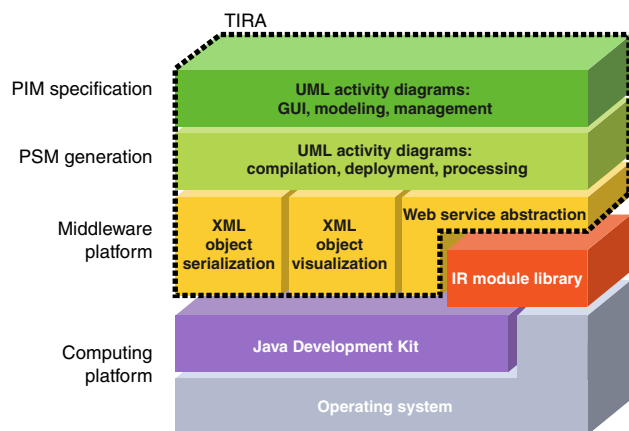 TIRA
PIM specification
UML activity diagrams:
GUI, modeling, management
PSM generation
UML activity diagrams:
compilation, deployment, processing
Middleware
platform
XML
object
serialization
XML
object
visualization
Web service abstraction
IR module library
Computing
platform
Java Development Kit
Operating system